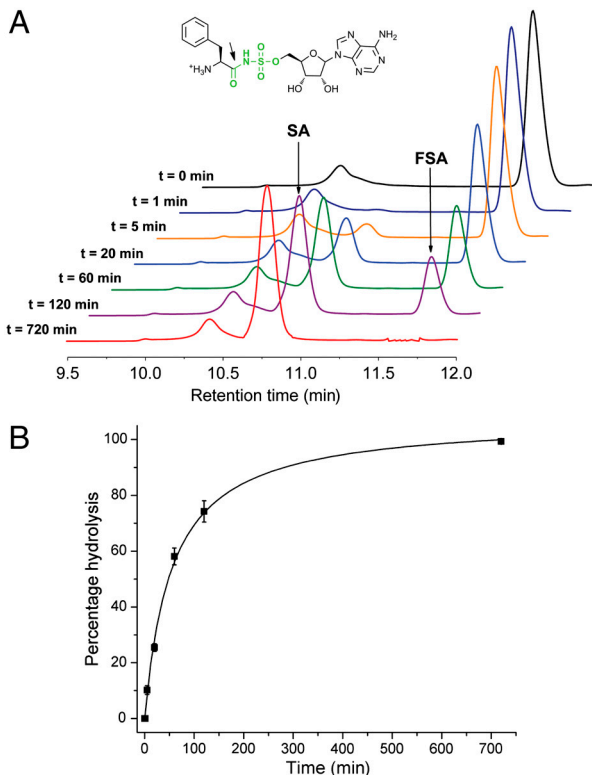 A
O
NH
O
S
O
O
O
N
N
N
N
NH₂
⁺H₃N
O
HO
OH
SA
FSA
t = 0 min
t = 1 min
t = 5 min
t = 20 min
t = 60 min
t = 120 min
t = 720 min
9.5 10.0 10.5 11.0 11.5 12.0
Retention time (min)
B
Percentage hydrolysis
100
80
60
40
20
0
0 100 200 300 400 500 600 700
Time (min)